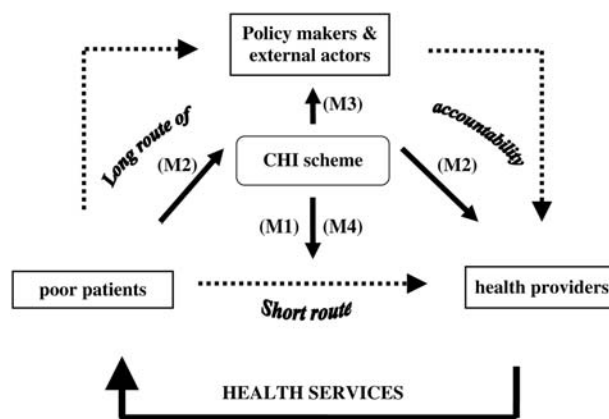 Policy makers &
external actors
Long route of
accountability
(M3)
(M2)
CHI scheme
(M2)
(M1)
(M4)
poor patients
health providers
Short route
HEALTH SERVICES